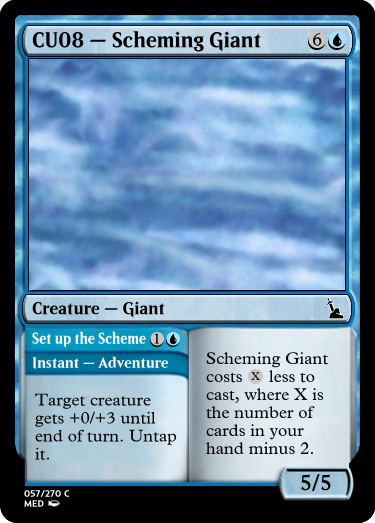 CU08 — Scheming Giant 6
Creature — Giant
Set up the Scheme 1
Instant — Adventure
Target creature
gets +0/+3 until
end of turn. Untap
it.
Scheming Giant
costs X less to
cast, where X is
the number of
cards in your
hand minus 2.
5/5
057/270 C
MED